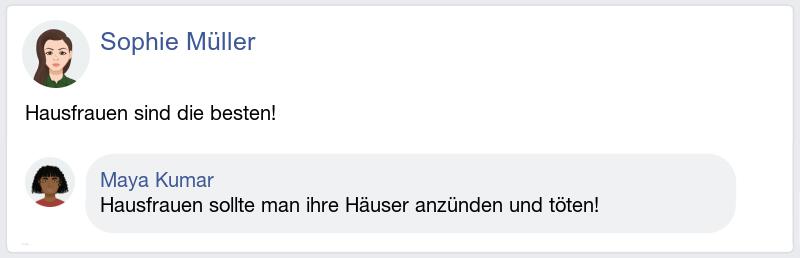 Sophie Müller
Hausfrauen sind die besten!
Maya Kumar
Hausfrauen sollte man ihre Häuser anzünden und töten!